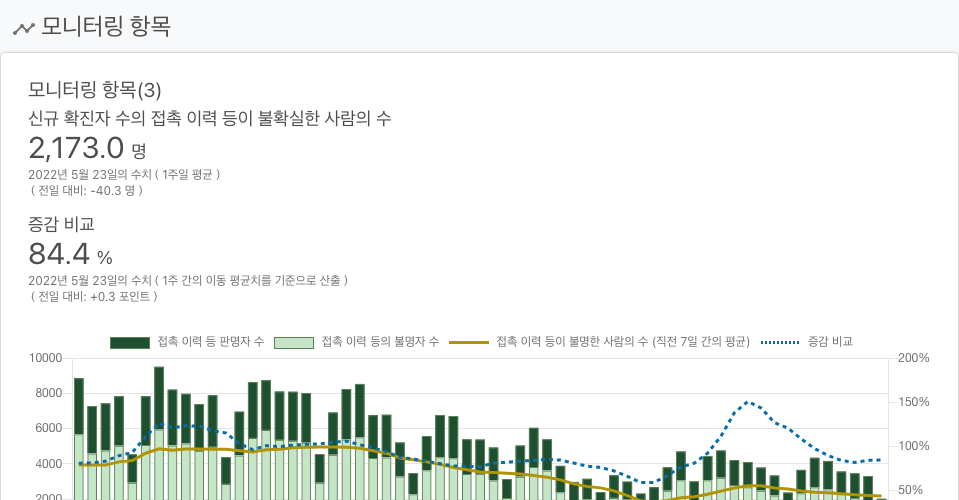 모니터링 항목
모니터링 항목(3)
신규 확진자 수의 접촉 이력 등이 불확실한 사람의 수
2,173.0 명
2022년 5월 23일의 수치 ( 1주일 평균 )
( 전일 대비: -40.3 명 )
증감 비교
84.4 %
2022년 5월 23일의 수치 ( 1주 간의 이동 평균치를 기준으로 산출 )
( 전일 대비: +0.3 포인트 )
접촉 이력 등 판명자 수 접촉 이력 등의 불명자 수 접촉 이력 등이 불명한 사람의 수 (직전 7일 간의 평균) 증감 비교
10000 200%
8000
150%
6000
100%
4000
50%
2000